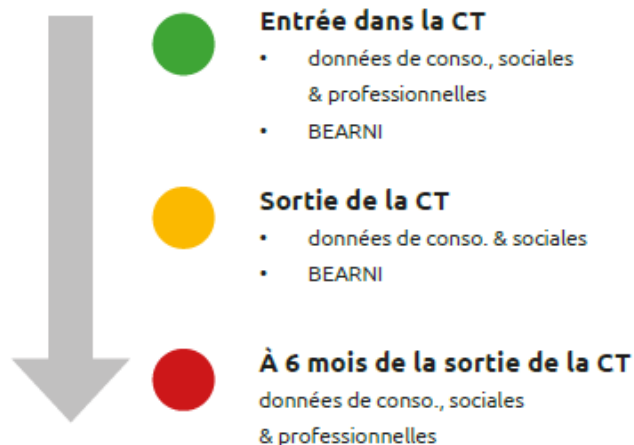 Entrée dans la CT
• données de conso., sociales
& professionnelles
• BEARNI
Sortie de la CT
• données de conso. & sociales
• BEARNI
À 6 mois de la sortie de la CT
données de conso., sociales
& professionnelles